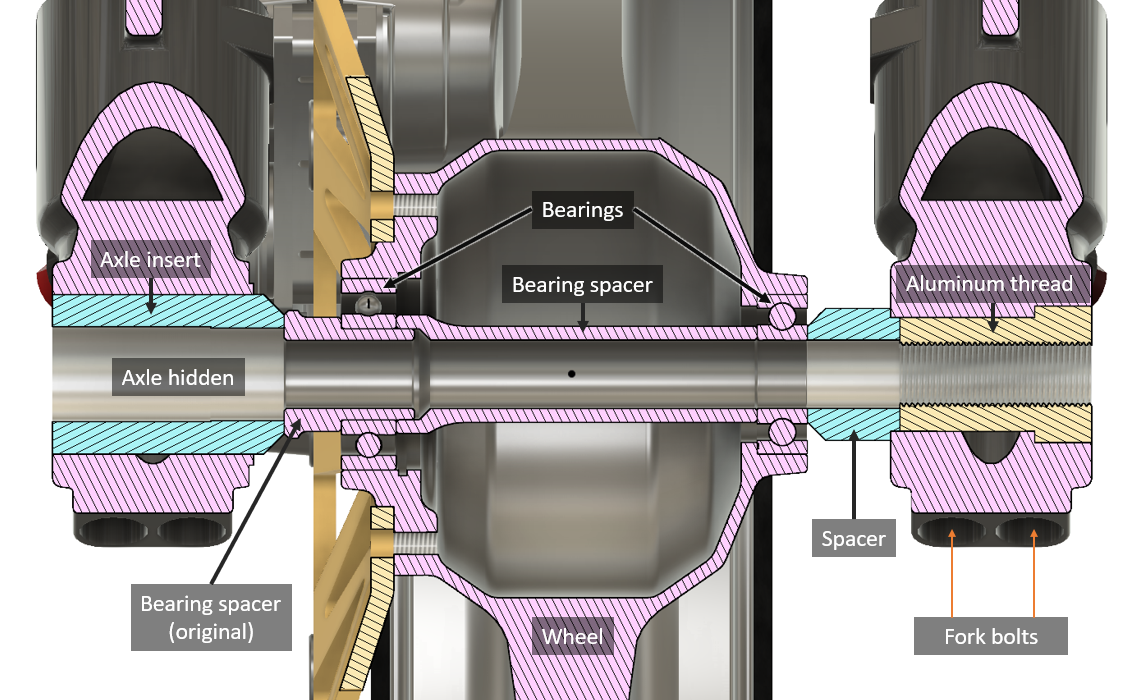 Bearings
Axle insert
Bearing spacer
Aluminum thread
Axle hidden
Spacer
Bearing spacer
(original)
Wheel
Fork bolts